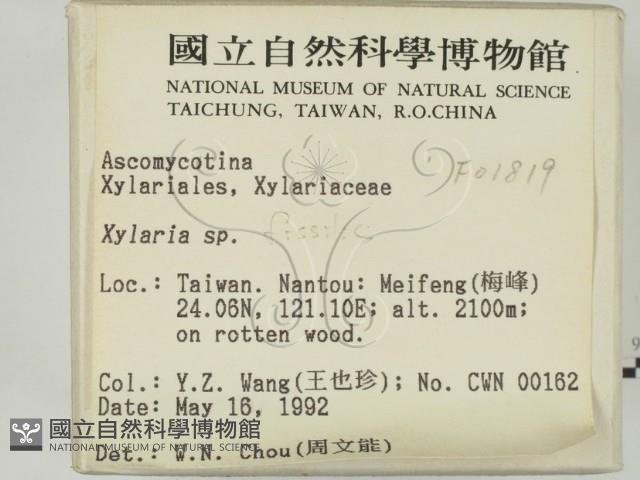 國立自然科學博物館
NATIONAL MUSEUM OF NATURAL SCIENCE
TAICHUNG, TAIWAN, R.O.CHINA
Ascomycotina
F01819
Xylariales, Xylariaceae
Xylaria sp.
Loc.: Taiwan. Nantou: Meifeng(梅峰)
24.06N, 121.10E; alt. 2100m;
on rotten wood.
Col.: Y.Z. Wang(王也珍); No. CWN 00162
Date: May 16, 1992
國立自然科學博物館
NATIONAL MUSEUM OF NATURAL SCIENCE
Det.: W.N. Chou(周文能)